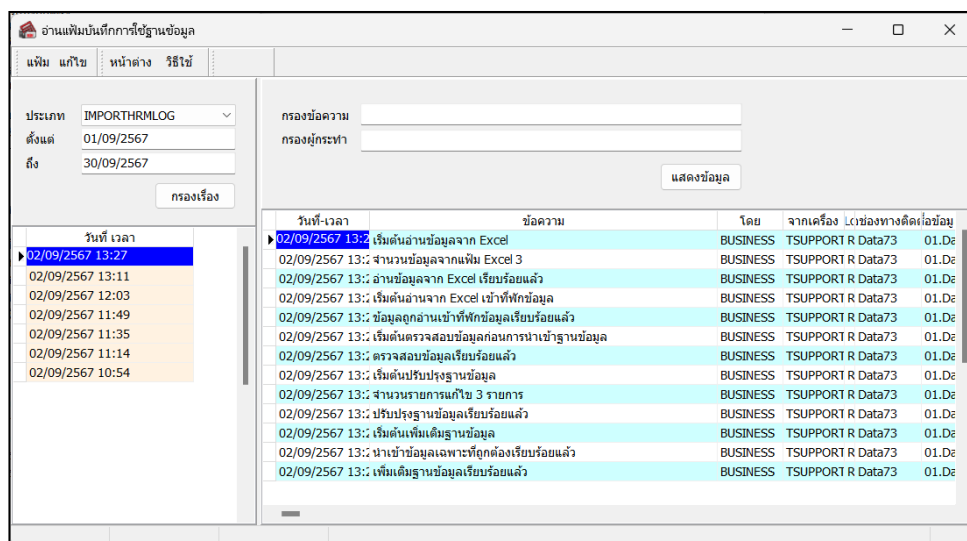 อ่านแฟ้มบันทึกการใช้ฐานข้อมูล
แฟ้ม แก้ไข หน้าต่าง วิธีใช้
ประเภท IMPORTHRMLOG
ตั้งแต่ 01/09/2567
ถึง 30/09/2567
กรองเรื่อง
กรองข้อความ
กรองผู้กระทำ
แสดงข้อมูล
วันที่ เวลา
02/09/2567 13:27
02/09/2567 13:11
02/09/2567 12:03
02/09/2567 11:49
02/09/2567 11:35
02/09/2567 11:14
02/09/2567 10:54
วันที่-เวลา ข้อความ โดย จากเครื่อง ช่องทางติดต่อข้อมู
02/09/2567 13:2 เริ่มต้นอ่านข้อมูลจาก Excel BUSINESS TSUPPORT R Data73 01.Da
02/09/2567 13:2 จำนวนข้อมูลจากแฟ้ม Excel 3 BUSINESS TSUPPORT R Data73 01.Da
02/09/2567 13:2 อ่านข้อมูลจาก Excel เรียบร้อยแล้ว BUSINESS TSUPPORT R Data73 01.Da
02/09/2567 13:2 เริ่มต้นอ่านจาก Excel เข้าที่พักข้อมูล BUSINESS TSUPPORT R Data73 01.Da
02/09/2567 13:2 ข้อมูลถูกอ่านเข้าที่พักข้อมูลเรียบร้อยแล้ว BUSINESS TSUPPORT R Data73 01.Da
02/09/2567 13:2 เริ่มต้นตรวจสอบข้อมูลก่อนการนำเข้าฐานข้อมูล BUSINESS TSUPPORT R Data73 01.Da
02/09/2567 13:2 ตรวจสอบข้อมูลเรียบร้อยแล้ว BUSINESS TSUPPORT R Data73 01.Da
02/09/2567 13:2 เริ่มต้นปรับปรุงฐานข้อมูล BUSINESS TSUPPORT R Data73 01.Da
02/09/2567 13:2 จำนวนรายการแก้ไข 3 รายการ BUSINESS TSUPPORT R Data73 01.Da
02/09/2567 13:2 ปรับปรุงฐานข้อมูลเรียบร้อยแล้ว BUSINESS TSUPPORT R Data73 01.Da
02/09/2567 13:2 เริ่มต้นเพิ่มเติมฐานข้อมูล BUSINESS TSUPPORT R Data73 01.Da
02/09/2567 13:2 นำเข้าข้อมูลเฉพาะที่ถูกต้องเรียบร้อยแล้ว BUSINESS TSUPPORT R Data73 01.Da
02/09/2567 13:2 เพิ่มเติมฐานข้อมูลเรียบร้อยแล้ว BUSINESS TSUPPORT R Data73 01.Da